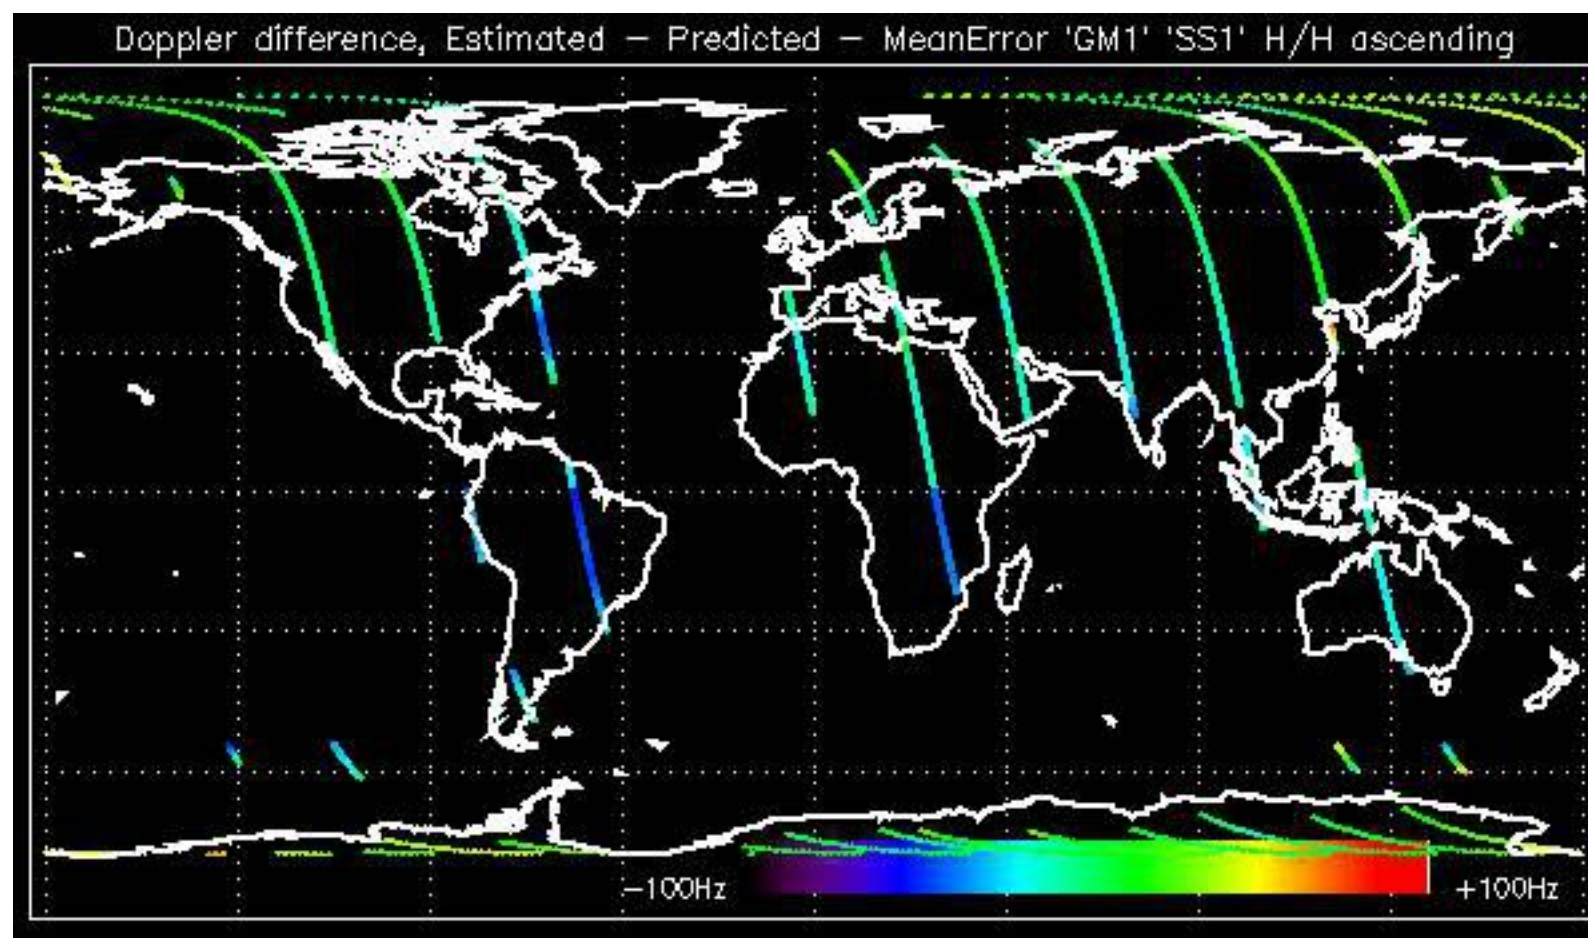 Doppler difference, Estimated – Predicted – MeanError 'GM1' 'SS1' H/H ascending
–100Hz +100Hz